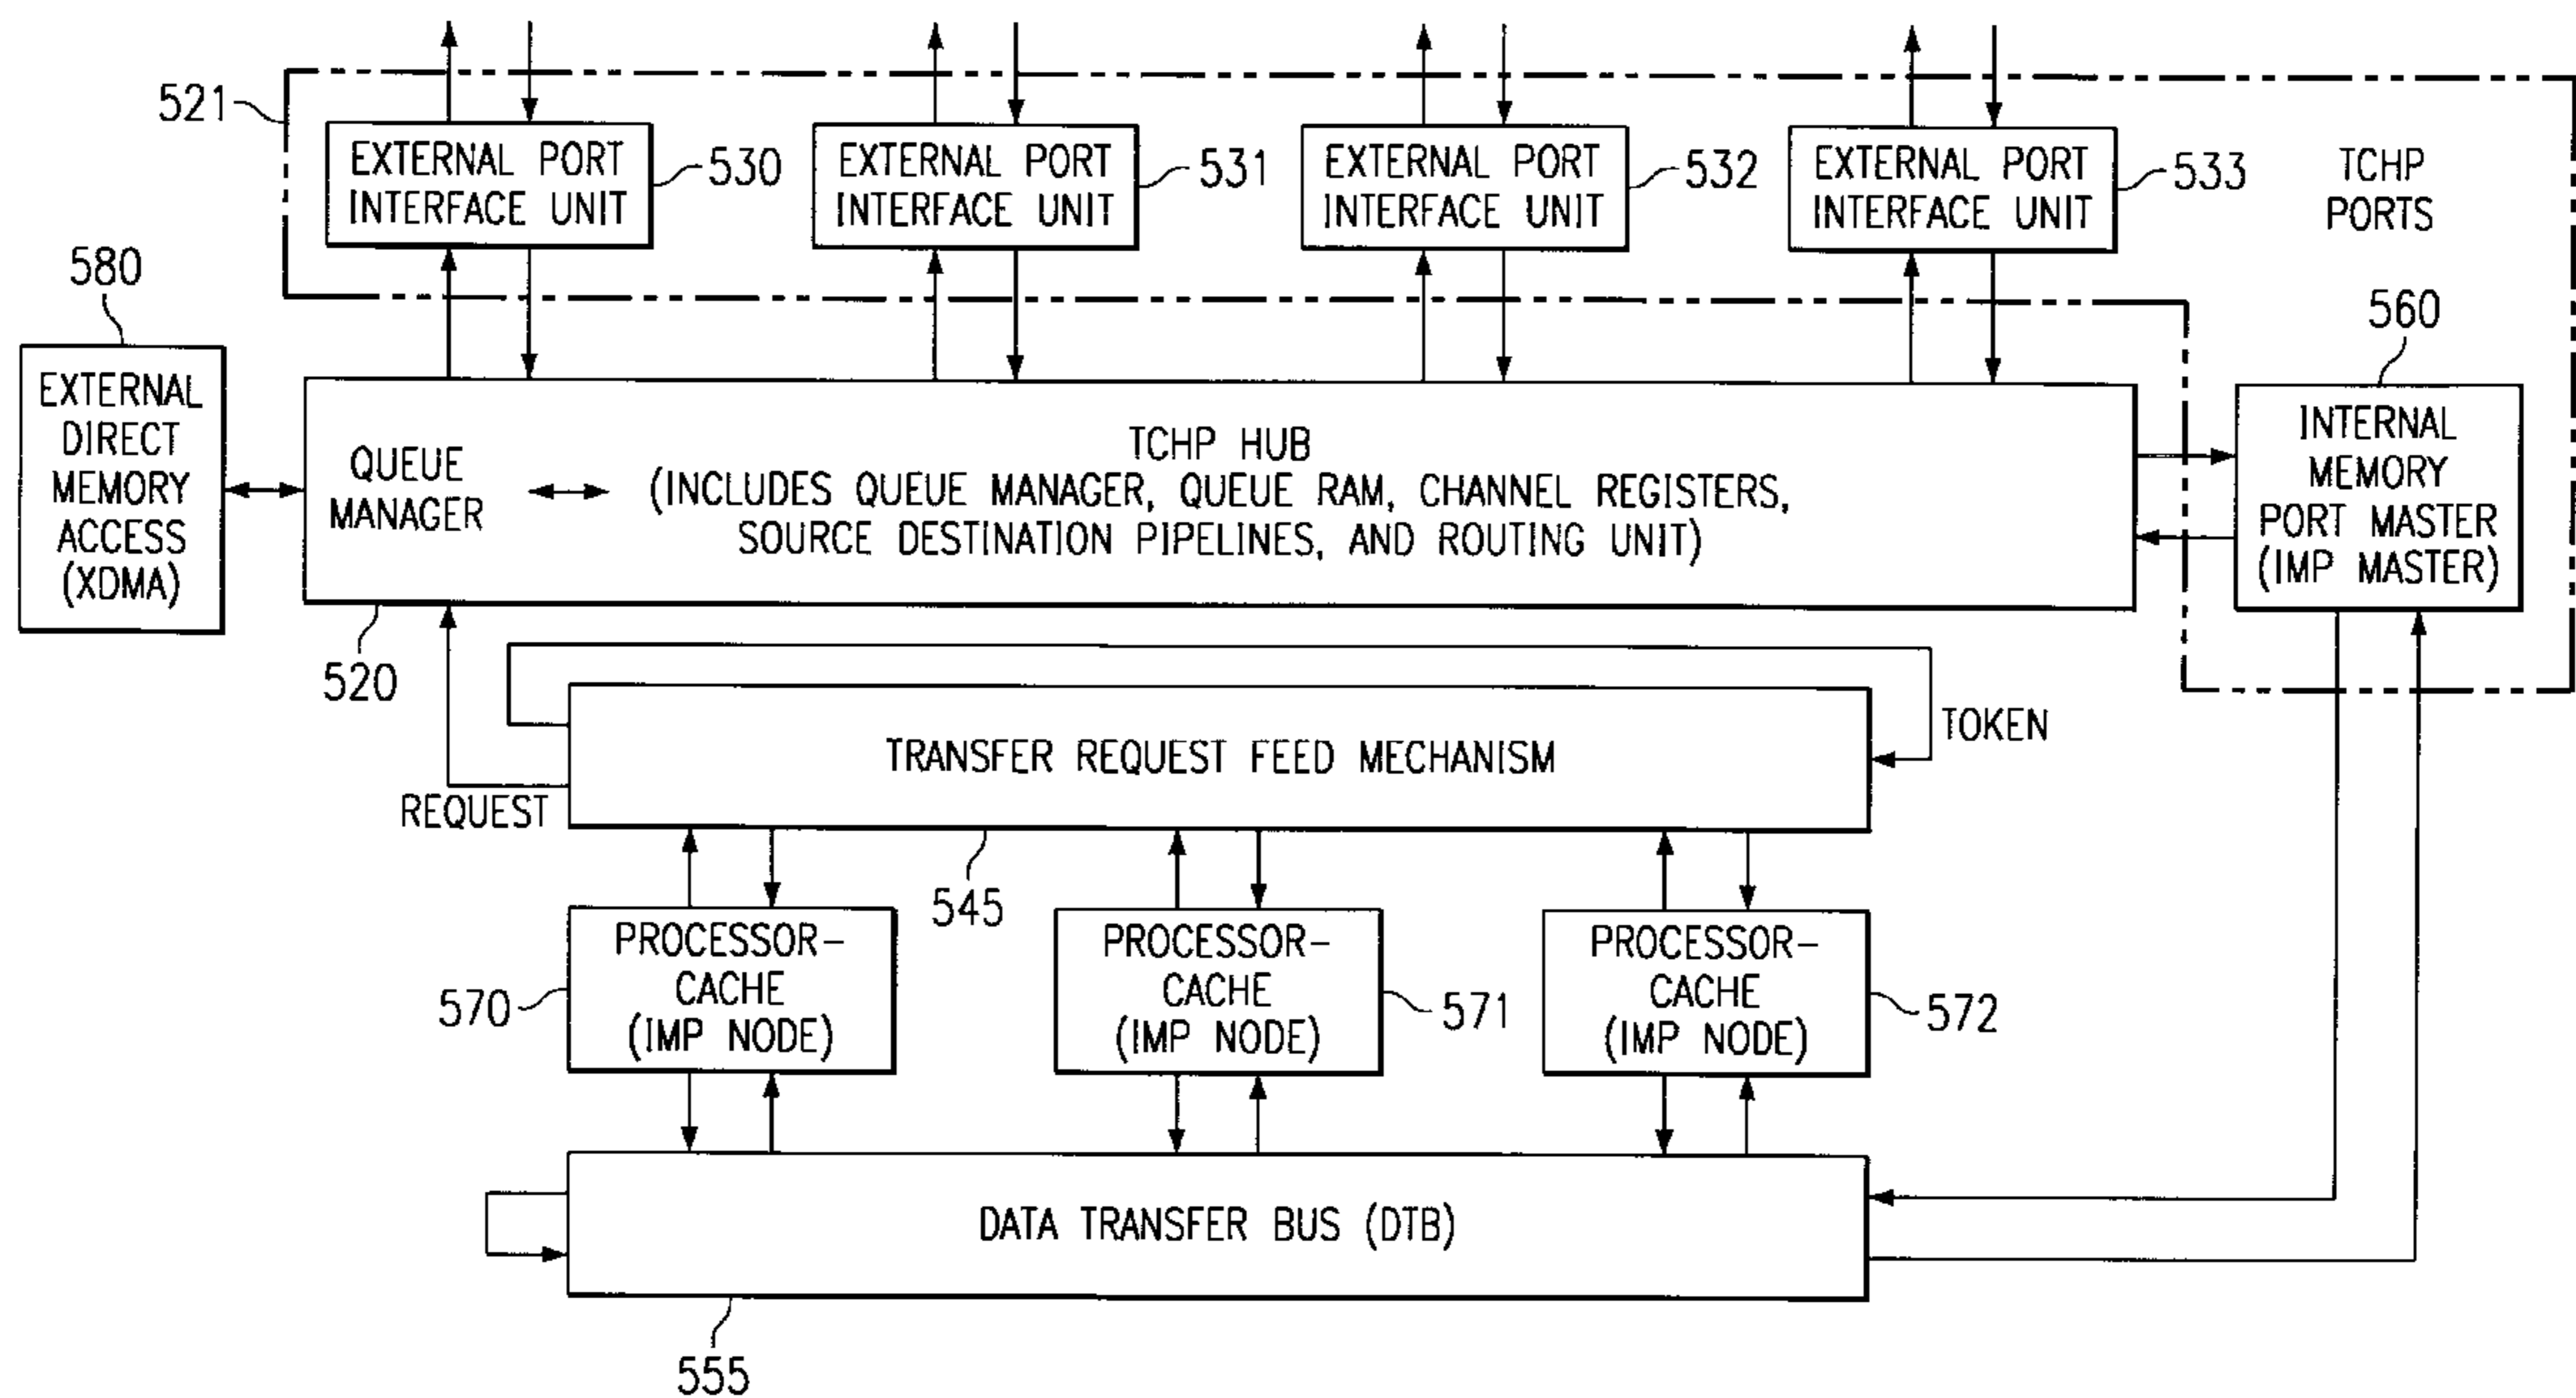 521
EXTERNAL PORT
INTERFACE UNIT
530
EXTERNAL PORT
INTERFACE UNIT
531
EXTERNAL PORT
INTERFACE UNIT
532
EXTERNAL PORT
INTERFACE UNIT
533
TCHP
PORTS
580
EXTERNAL
DIRECT
MEMORY
ACCESS
(XDMA)
QUEUE
MANAGER
TCHP HUB
(INCLUDES QUEUE MANAGER, QUEUE RAM, CHANNEL REGISTERS,
SOURCE DESTINATION PIPELINES, AND ROUTING UNIT)
560
INTERNAL
MEMORY
PORT MASTER
(IMP MASTER)
520
TOKEN
TRANSFER REQUEST FEED MECHANISM
REQUEST
545
PROCESSOR-
CACHE
(IMP NODE)
570
PROCESSOR-
CACHE
(IMP NODE)
571
PROCESSOR-
CACHE
(IMP NODE)
572
DATA TRANSFER BUS (DTB)
555